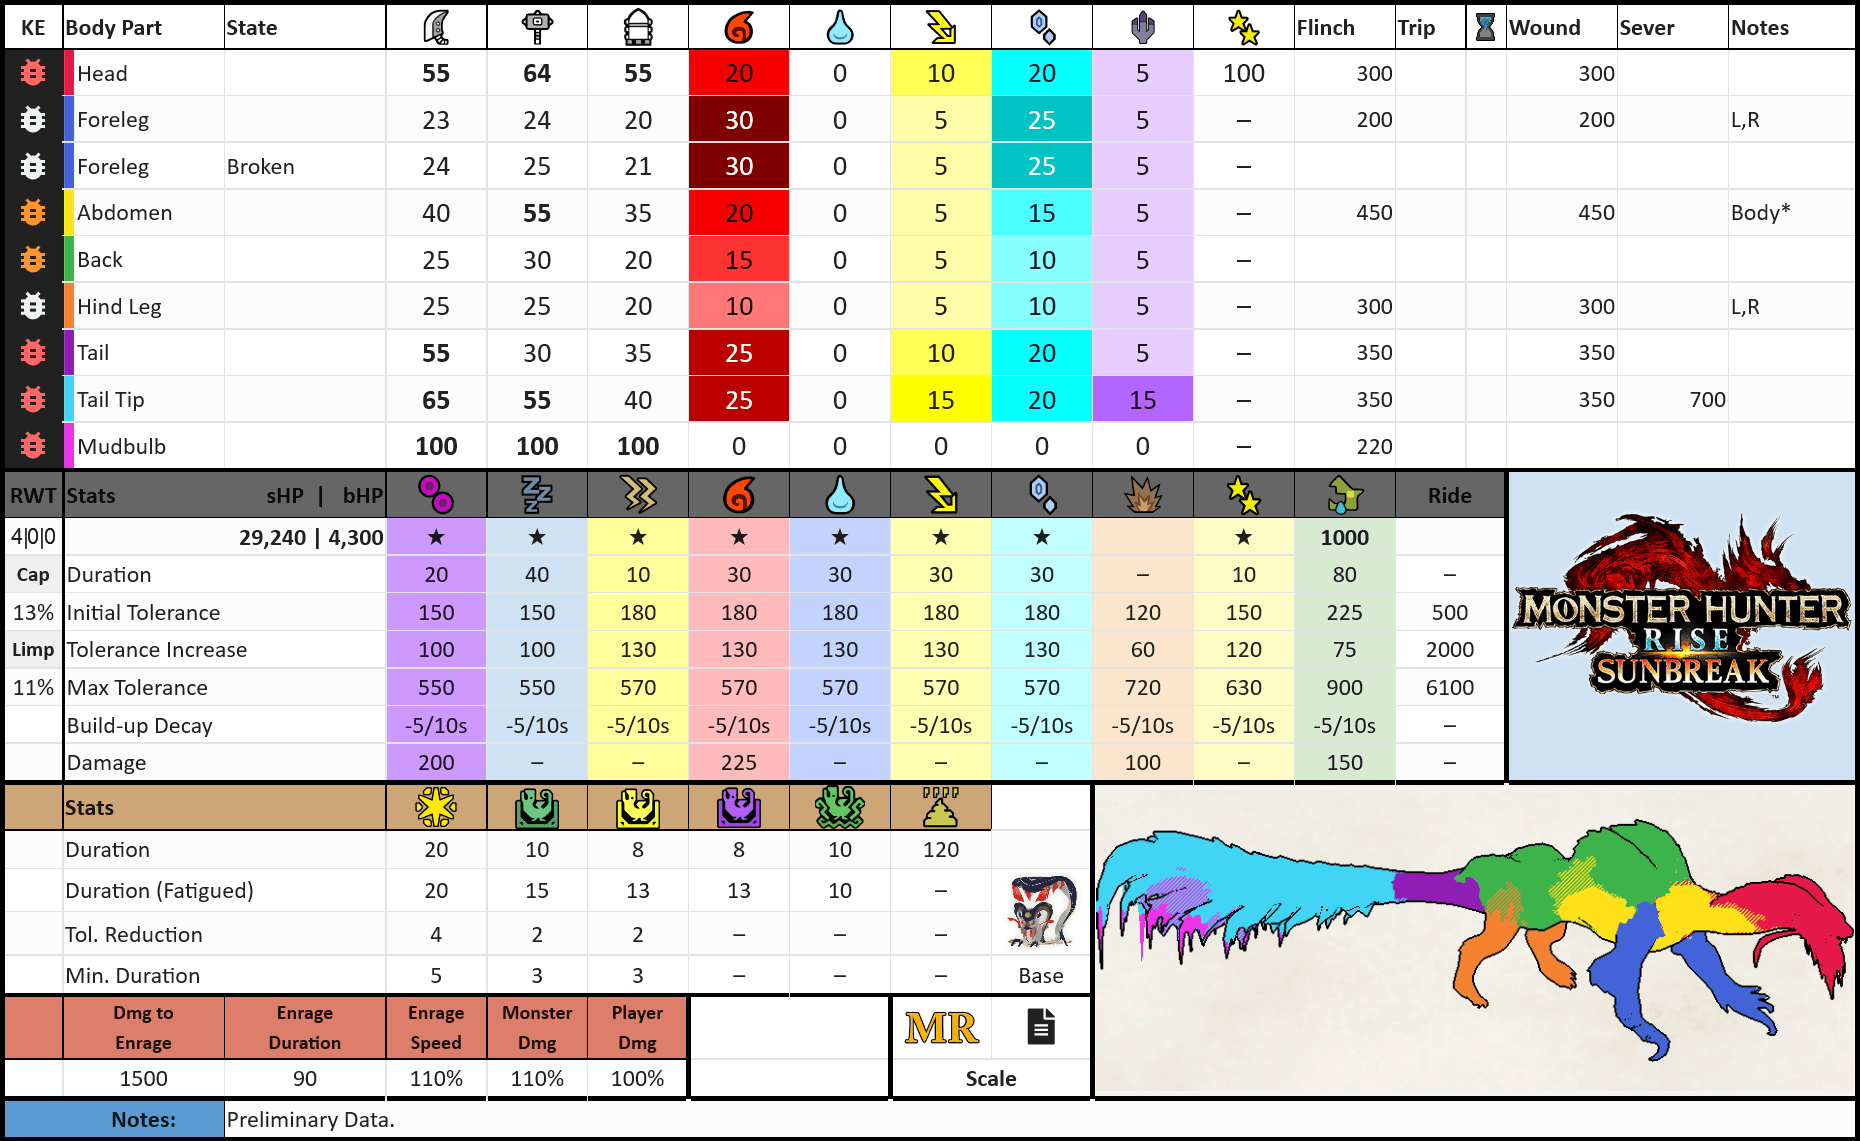 KE Body Part State Flinch Trip Wound Sever Notes
Head 55 64 55 20 0 10 20 5 100 300 300
Foreleg 23 24 20 30 0 5 25 5 – 200 200 L,R
Foreleg Broken 24 25 21 30 0 5 25 5 –
Abdomen 40 55 35 20 0 5 15 5 – 450 450 Body*
Back 25 30 20 15 0 5 10 5 –
Hind Leg 25 25 20 10 0 5 10 5 – 300 300 L,R
Tail 55 30 35 25 0 10 20 5 – 350 350
Tail Tip 65 55 40 25 0 15 20 15 – 350 350 700
Mudbulb 100 100 100 0 0 0 0 0 – 220
RWT Stats sHP | bHP Ride
4|0|0 29,240 | 4,300 ★ ★ ★ ★ ★ ★ ★ ★ 1000
Cap Duration 20 40 10 30 30 30 30 – 10 80 –
13% Initial Tolerance 150 150 180 180 180 180 180 120 150 225 500
Limp Tolerance Increase 100 100 130 130 130 130 130 60 120 75 2000
11% Max Tolerance 550 550 570 570 570 570 570 720 630 900 6100
Build-up Decay -5/10s -5/10s -5/10s -5/10s -5/10s -5/10s -5/10s -5/10s -5/10s -5/10s –
Damage 200 – – 225 – – – 100 – 150 –
MONSTER HUNTER
RISE
SUNBREAK
™
Stats
Duration 20 10 8 8 10 120
Duration (Fatigued) 20 15 13 13 10 –
Tol. Reduction 4 2 2 – – –
Min. Duration 5 3 3 – – – Base
Dmg to Enrage Enrage Monster Player
Enrage Duration Speed Dmg Dmg
MR
1500 90 110% 110% 100% Scale
Notes: Preliminary Data.